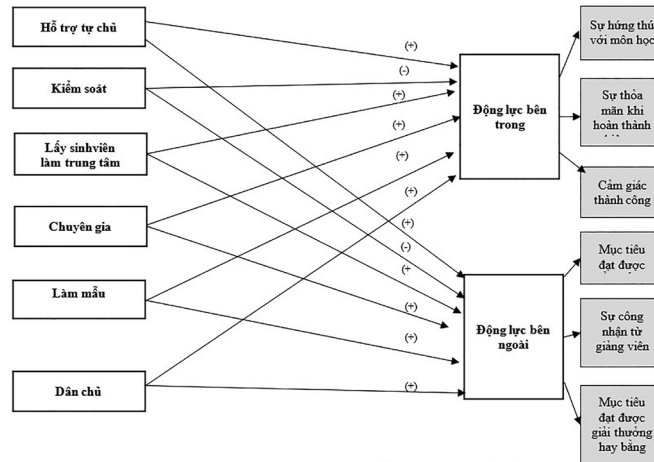 Hỗ trợ tự chủ
Kiểm soát
Lấy sinhviên
làm trung tâm
Chuyên gia
Làm mẫu
Dân chủ
(+)
(-)
(+)
(+)
(+)
(+)
(+)
(-)
(+
(+)
(+)
(+)
Động lực bên
trong
Động lực bên
ngoài
Sự hứng thú
với môn học
Sự thỏa
mãn khi
hoàn thành
Cảm giác
thành công
Mục tiêu
đạt được
Sự công
nhận từ
giảng viên
Mục tiêu
đạt được
giải thưởng
hay bằng